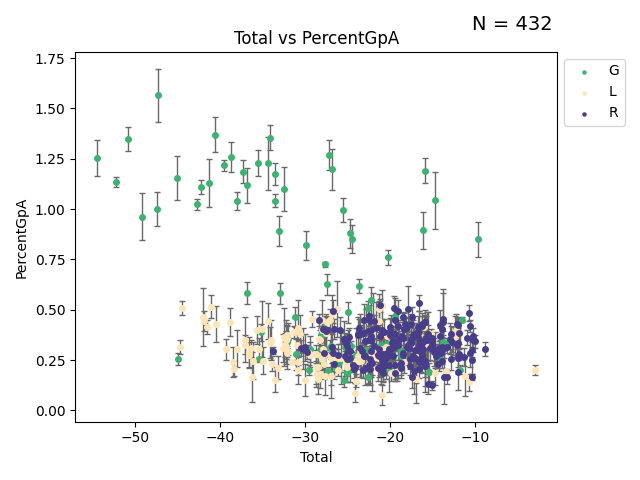 N = 432
Total vs PercentGpA
G
L
R
PercentGpA
1.75
1.50
1.25
1.00
0.75
0.50
0.25
0.00
−50
−40
−30
−20
−10
Total